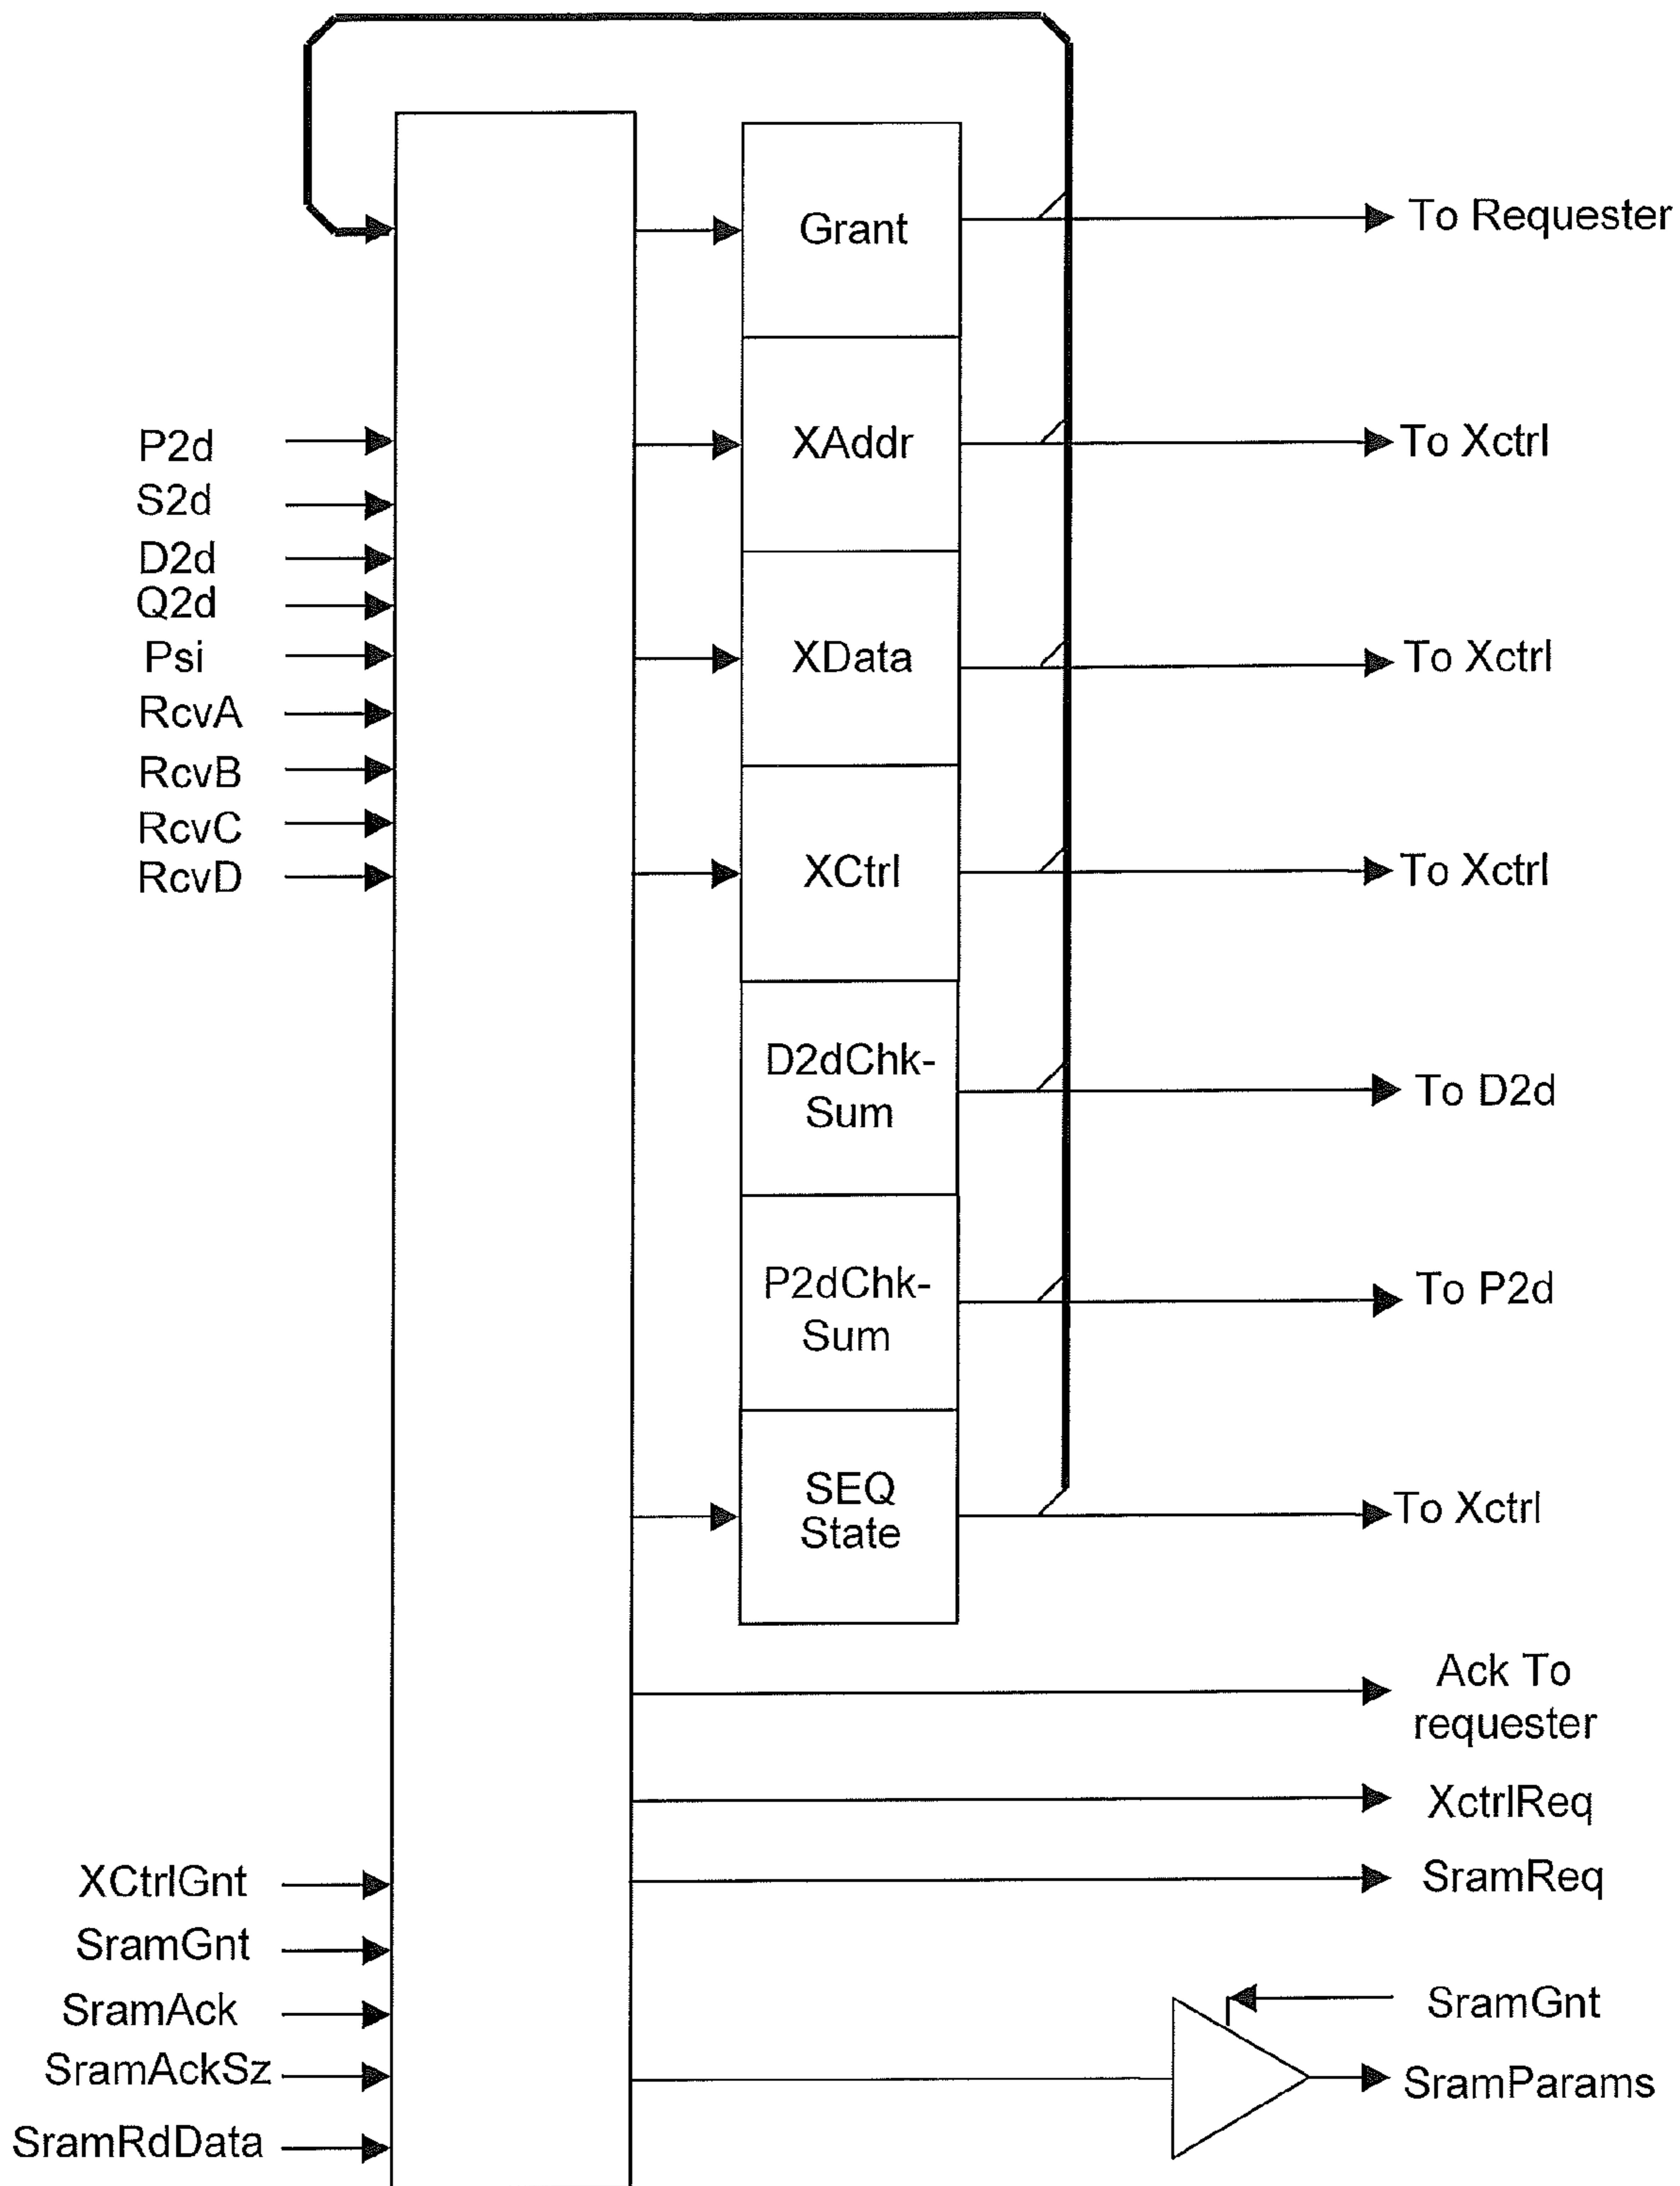 Grant
To Requester
P2d
XAddr
To Xctrl
S2d
D2d
Q2d
Psi
XData
To Xctrl
RcvA
RcvB
RcvC
RcvD
XCtrl
To Xctrl
D2dChk-
Sum
To D2d
P2dChk-
Sum
To P2d
SEQ
State
To Xctrl
Ack To
requester
XctrlReq
XCtrlGnt
SramReq
SramGnt
SramAck
SramGnt
SramAckSz
SramParams
SramRdData